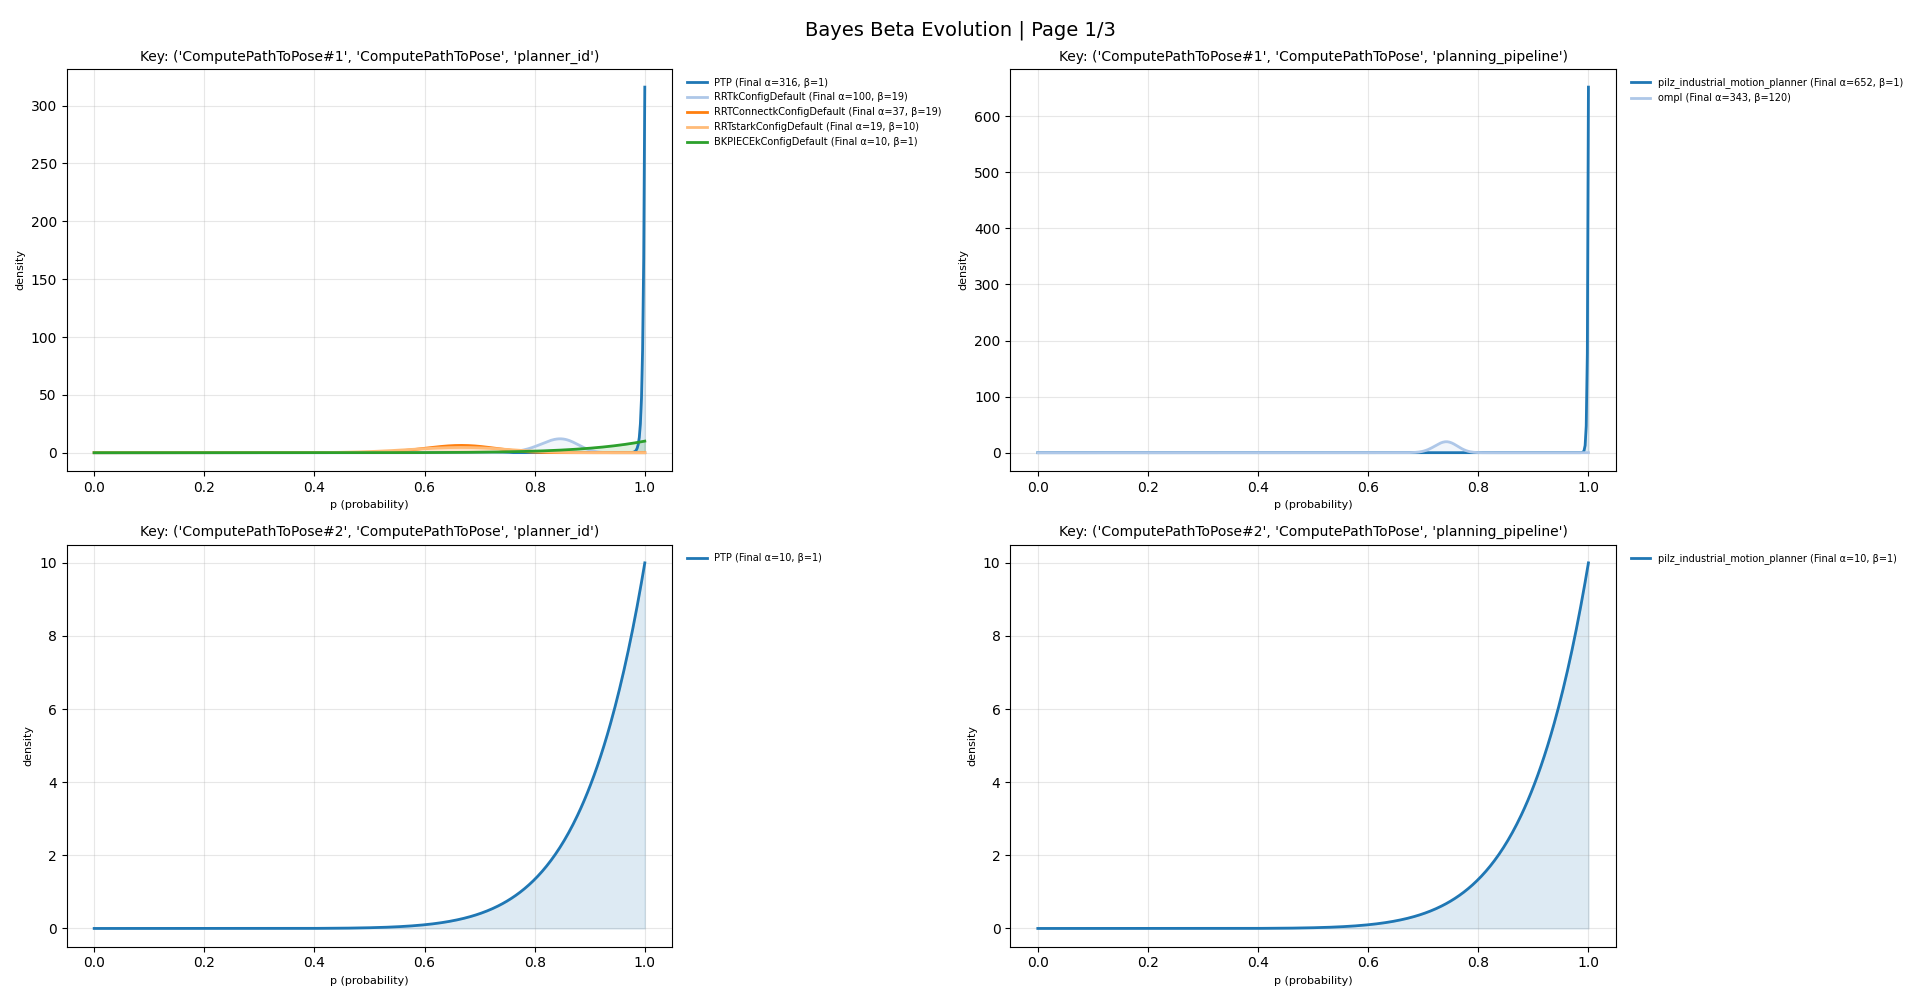 Bayes Beta Evolution | Page 1/3
Key: ('ComputePathToPose#1', 'ComputePathToPose', 'planner_id')
300
250
200
150
100
50
0
density
0.0 0.2 0.4 0.6 0.8 1.0
p (probability)
PTP (Final α=316, β=1)
RRTkConfigDefault (Final α=100, β=19)
RRTConnectkConfigDefault (Final α=37, β=19)
RRTstarkConfigDefault (Final α=19, β=10)
BKPIECEkConfigDefault (Final α=10, β=1)
Key: ('ComputePathToPose#1', 'ComputePathToPose', 'planning_pipeline')
600
500
400
300
200
100
0
density
0.0 0.2 0.4 0.6 0.8 1.0
p (probability)
pilz_industrial_motion_planner (Final α=652, β=1)
ompl (Final α=343, β=120)
Key: ('ComputePathToPose#2', 'ComputePathToPose', 'planner_id')
10
8
6
4
2
0
density
0.0 0.2 0.4 0.6 0.8 1.0
p (probability)
PTP (Final α=10, β=1)
Key: ('ComputePathToPose#2', 'ComputePathToPose', 'planning_pipeline')
10
8
6
4
2
0
density
0.0 0.2 0.4 0.6 0.8 1.0
p (probability)
pilz_industrial_motion_planner (Final α=10, β=1)